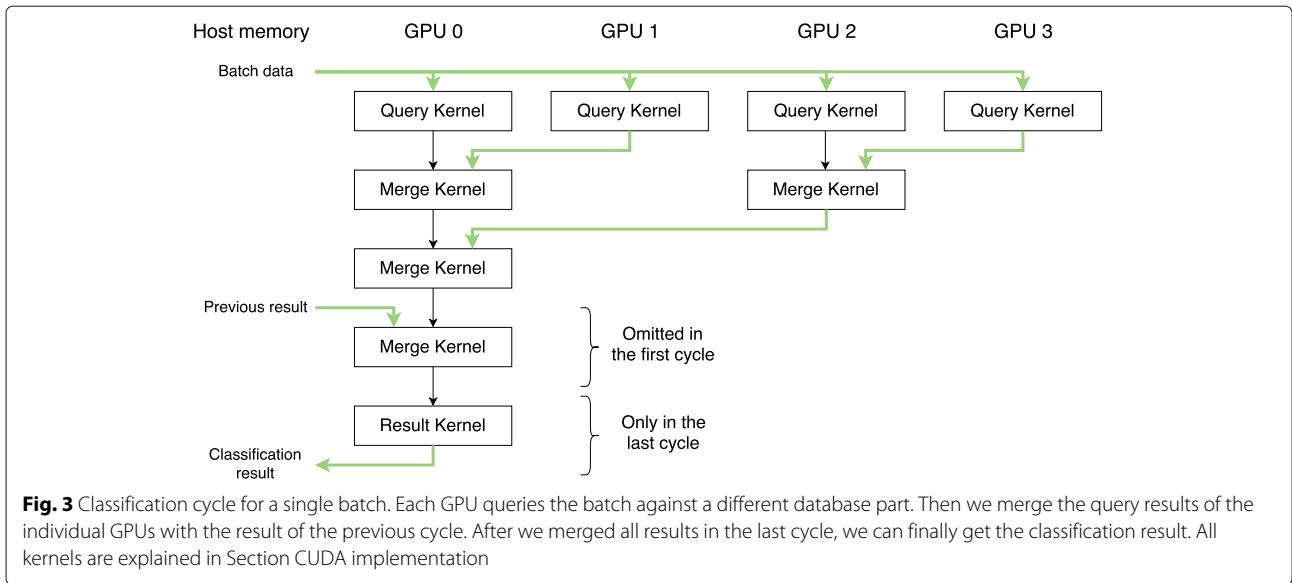 Host memory GPU 0 GPU 1 GPU 2 GPU 3
Batch data
Query Kernel Query Kernel Query Kernel Query Kernel
Merge Kernel Merge Kernel
Merge Kernel
Previous result
Merge Kernel
Omitted in
the first cycle
Result Kernel
Only in the
last cycle
Classification
result
Fig. 3 Classification cycle for a single batch. Each GPU queries the batch against a different database part. Then we merge the query results of the
individual GPUs with the result of the previous cycle. After we merged all results in the last cycle, we can finally get the classification result. All
kernels are explained in Section CUDA implementation